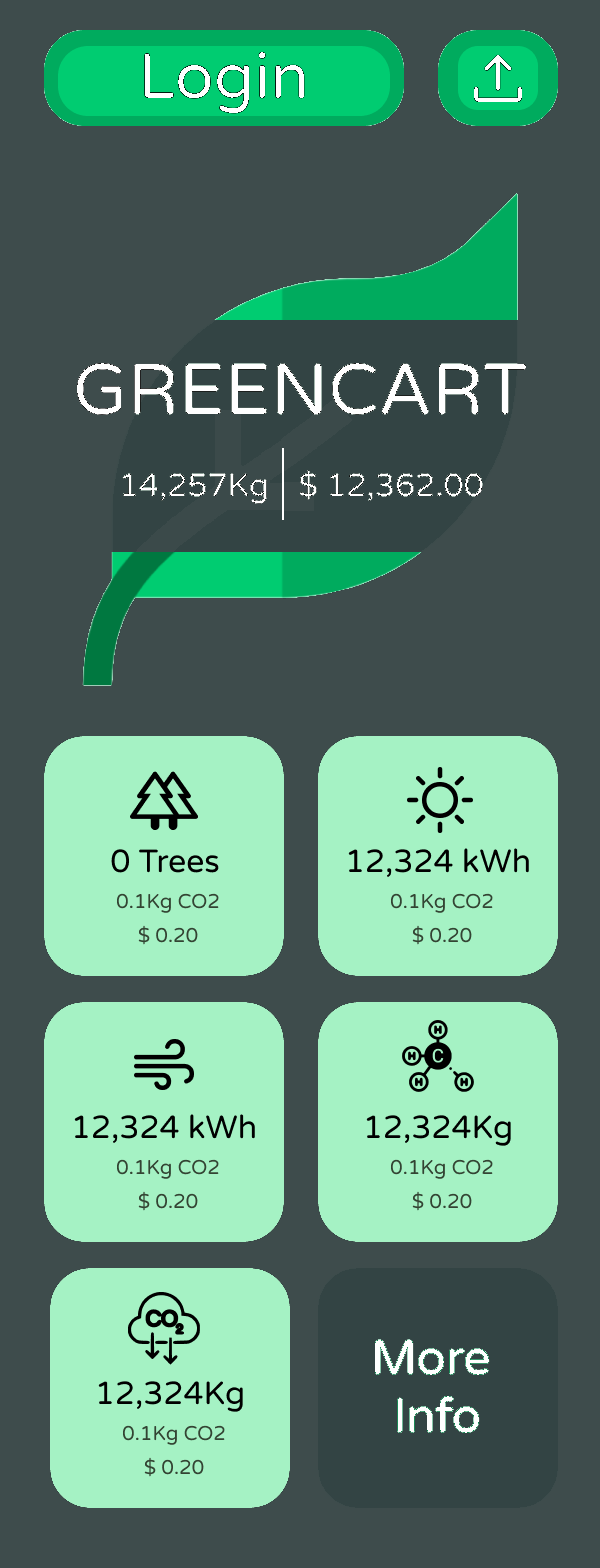 Login
GREENCART
14,257Kg $ 12,362.00
0 Trees
0.1Kg CO2
$ 0.20
12,324 kWh
0.1Kg CO2
$ 0.20
12,324 kWh
0.1Kg CO2
$ 0.20
H
H C
H H
12,324Kg
0.1Kg CO2
$ 0.20
CO2
12,324Kg
0.1Kg CO2
$ 0.20
More
Info